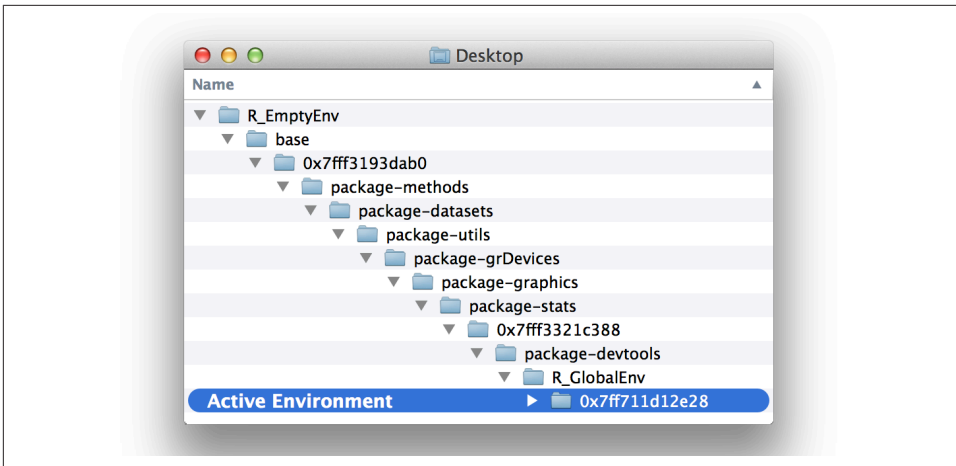 Desktop
Name
R_EmptyEnv
base
0x7fff3193dab0
package-methods
package-datasets
package-utils
package-grDevices
package-graphics
package-stats
0x7fff3321c388
package-devtools
R_GlobalEnv
Active Environment 0x7ff711d12e28